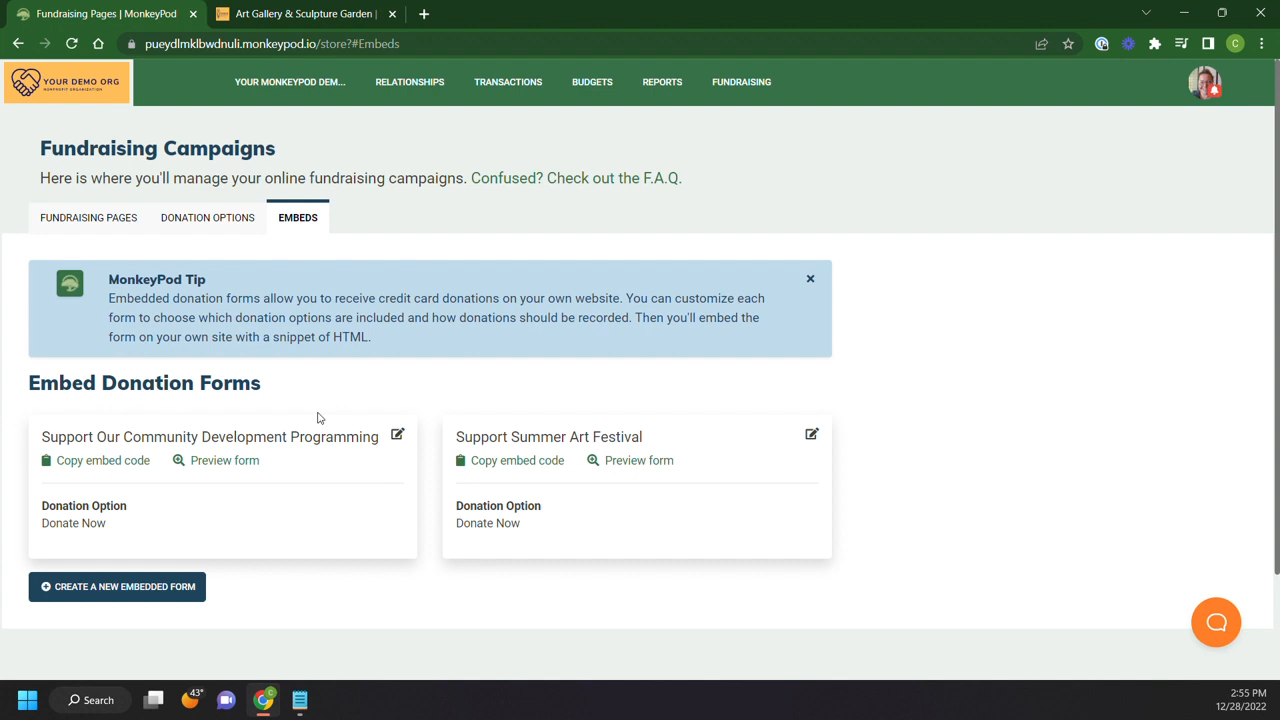 Fundraising Pages | MonkeyPod
Art Gallery & Sculpture Garden |
pueydlmklbwdnuli.monkeypod.io/store?#Embeds
C
YOUR DEMO ORG
NONPROFIT ORGANIZATION
YOUR MONKEYPOD DEM...
RELATIONSHIPS
TRANSACTIONS
BUDGETS
REPORTS
FUNDRAISING
Fundraising Campaigns
Here is where you'll manage your online fundraising campaigns. Confused? Check out the F.A.Q.
FUNDRAISING PAGES
DONATION OPTIONS
EMBEDS
MonkeyPod Tip
Embedded donation forms allow you to receive credit card donations on your own website. You can customize each
form to choose which donation options are included and how donations should be recorded. Then you'll embed the
form on your own site with a snippet of HTML.
Embed Donation Forms
Support Our Community Development Programming
Copy embed code
Preview form
Donation Option
Donate Now
Support Summer Art Festival
Copy embed code
Preview form
Donation Option
Donate Now
CREATE A NEW EMBEDDED FORM
Search
43°
C
2:55 PM
12/28/2022